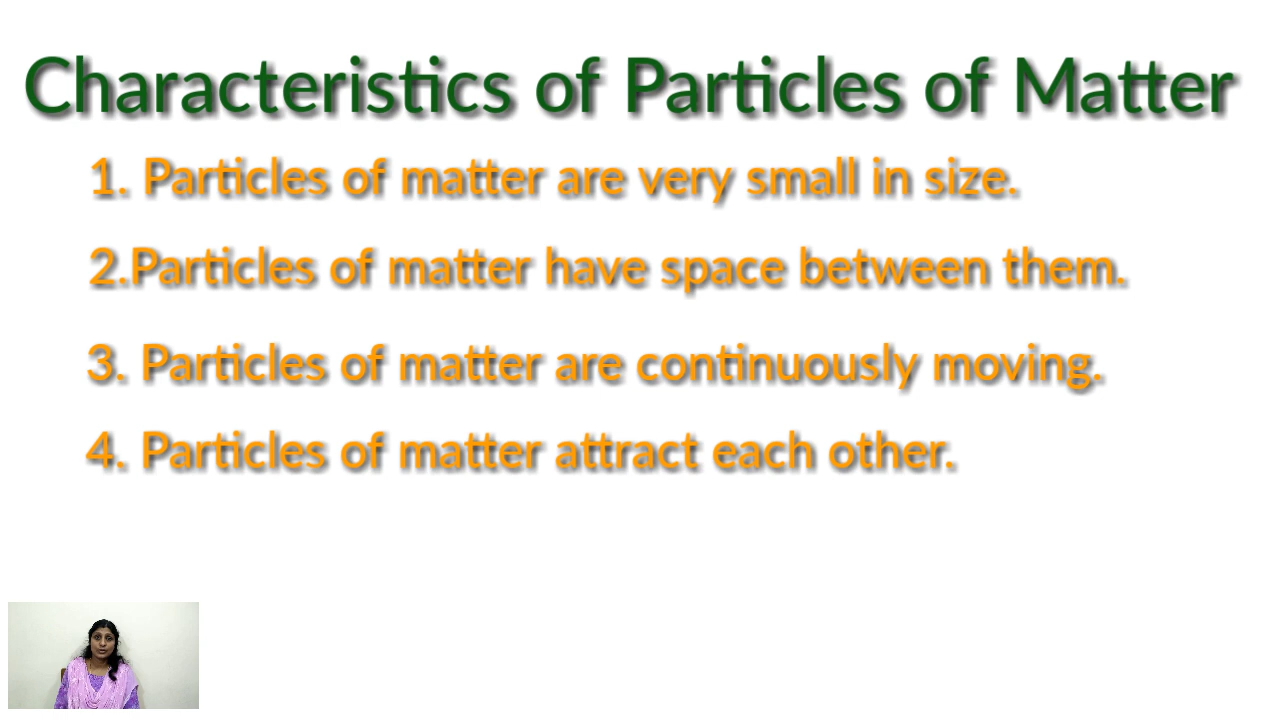 Characteristics of Particles of Matter
1. Particles of matter are very small in size.
2.Particles of matter have space between them.
3. Particles of matter are continuously moving.
4. Particles of matter attract each other.